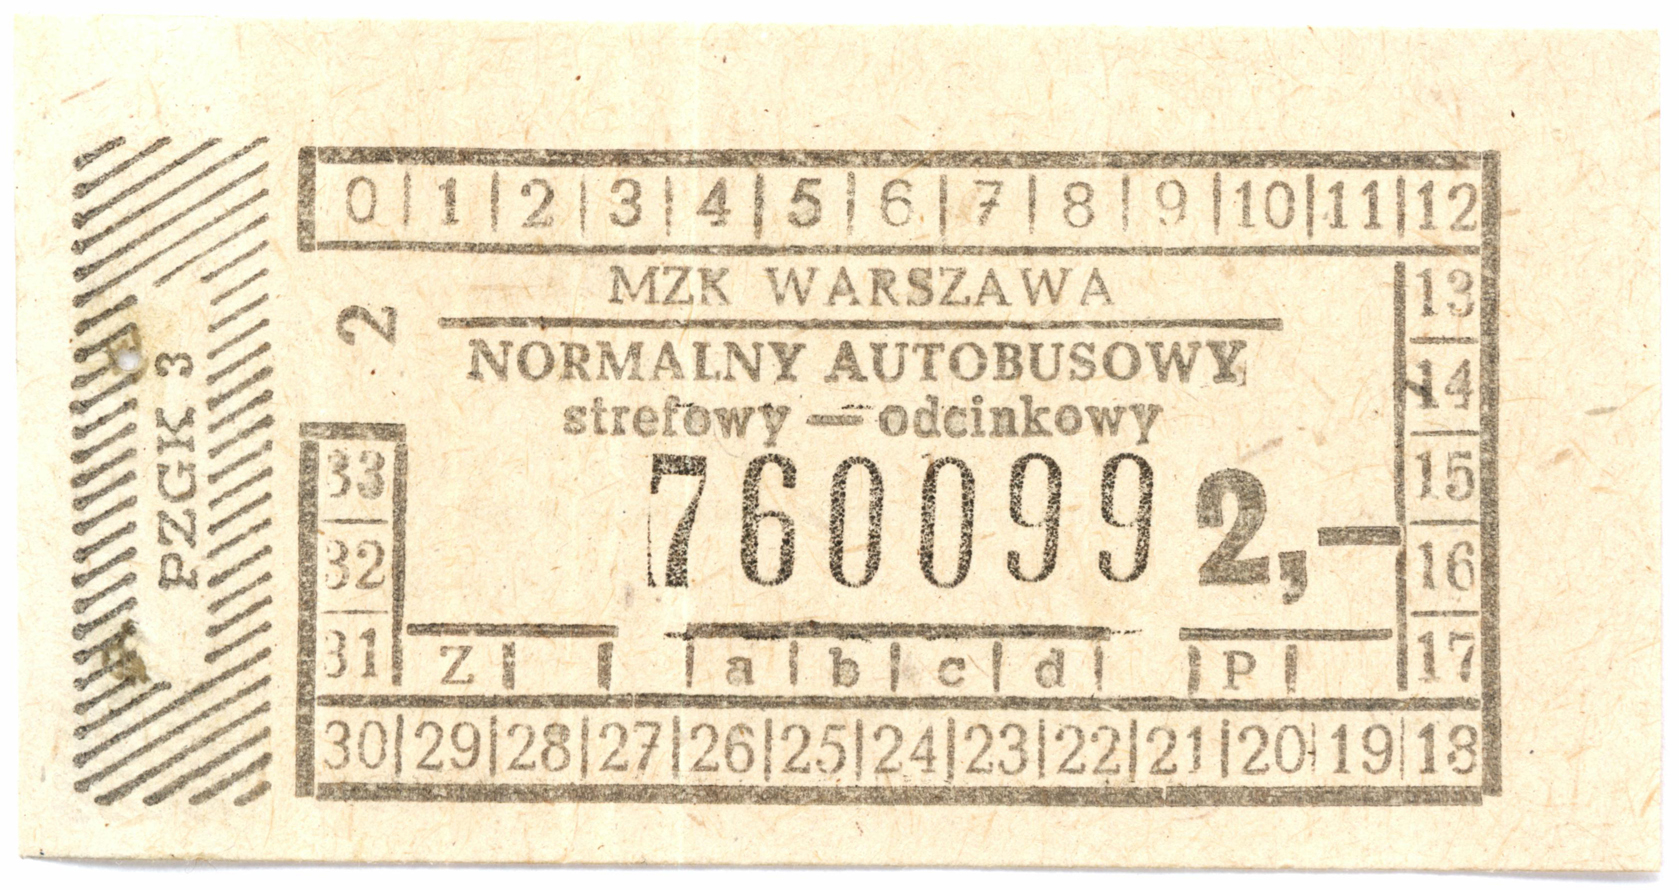 PZGK 3
0 | 1 | 2 | 3 | 4 | 5 | 6 | 7 | 8 | 9 | 10 | 11 | 12
MZK WARSZAWA
2
NORMALNY AUTOBUSOWY
strefowy — odcinkowy
760099 2,—
13
14
15
16
17
33
32
31
Z | | | a | b | c | d | | P |
30 | 29 | 28 | 27 | 26 | 25 | 24 | 23 | 22 | 21 | 20 | 19 | 18